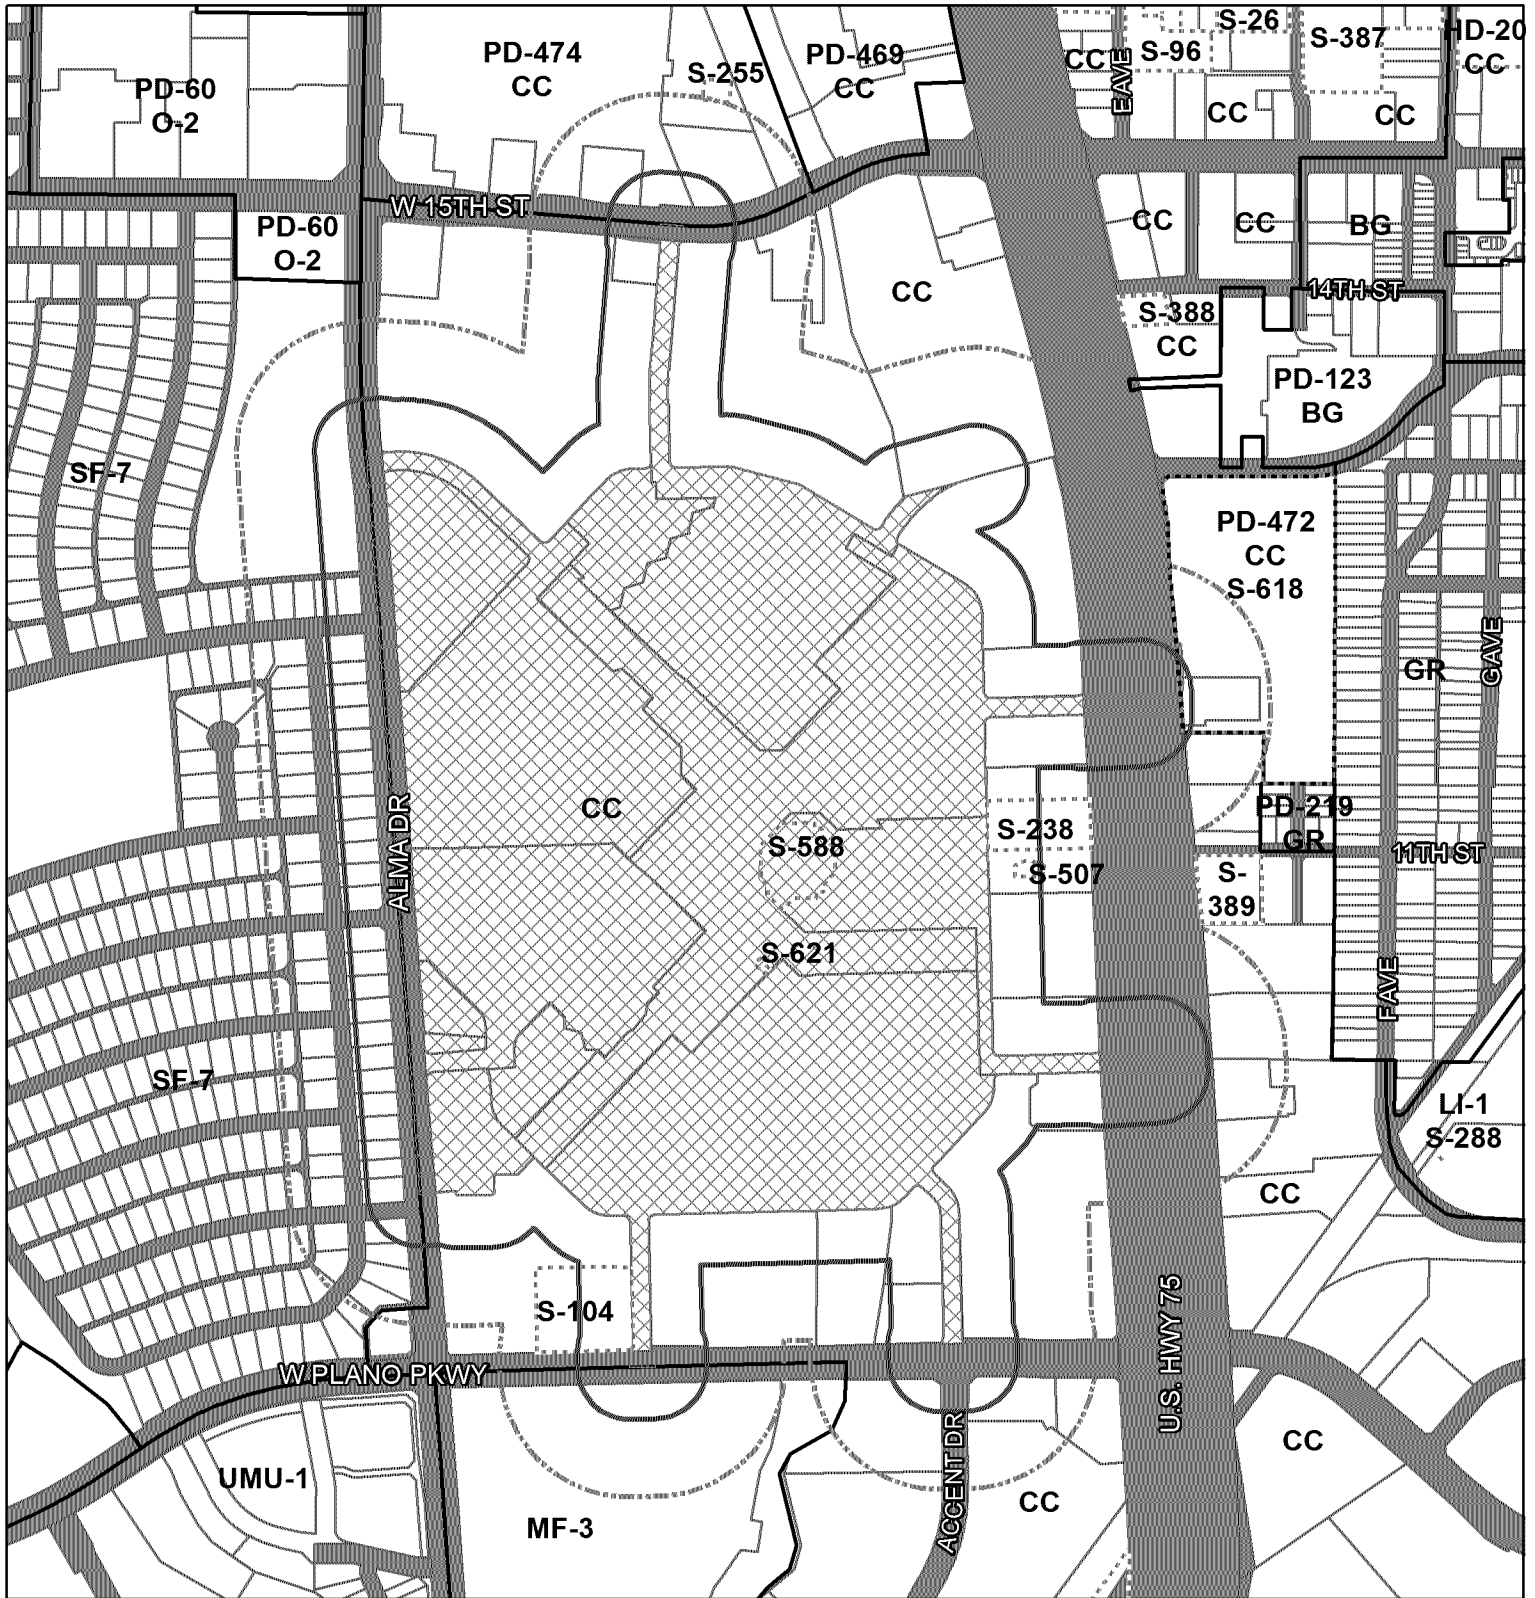 S-26
S-387
HD-20
CC
PD-474
CC
S-255
PD-469
CC
CC
E AVE
S-96
CC
CC
PD-60
O-2
W 15TH ST
PD-60
O-2
CC
CC
BG
CC
14TH ST
S-388
CC
PD-123
BG
SF-7
PD-472
CC
S-618
GR
G AVE
ALMA DR
CC
S-588
S-238
S-507
PD-219
GR
11TH ST
S-
389
S-621
F AVE
SF-7
LI-1
S-288
CC
S-104
U.S. HWY 75
W PLANO PKWY
UMU-1
MF-3
ACCENT DR
CC
CC